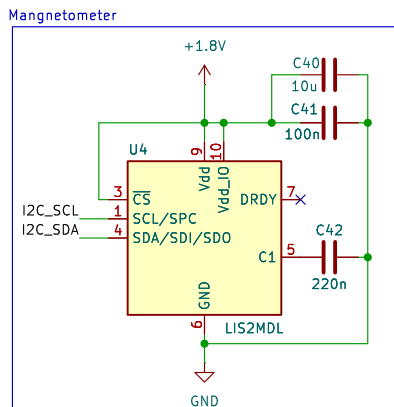 Mangnetometer
+1.8V
C40
10u
C41
100n
U4
9
Vdd
10
Vdd_IO
3
CS
DRDY
7
I2C_SCL
1
SCL/SPC
I2C_SDA
4
SDA/SDI/SDO
C1
5
C42
220n
GND
6
LIS2MDL
GND